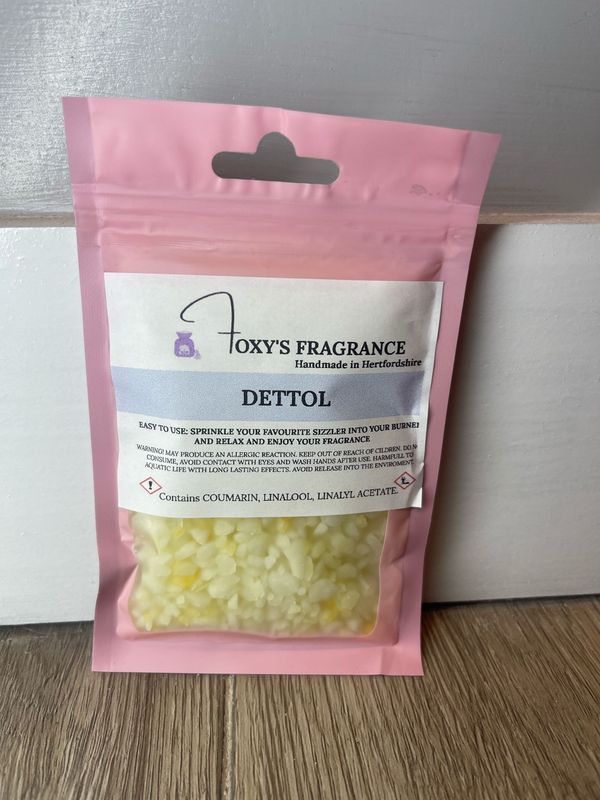 FOXY'S FRAGRANCE
Handmade in Hertfordshire
DETTOL
EASY TO USE: SPRINKLE YOUR FAVOURITE SIZZLER INTO YOUR BURNER
AND RELAX AND ENJOY YOUR FRAGRANCE
WARNING! MAY PRODUCE AN ALLERGIC REACTION. KEEP OUT OF REACH OF CILDREN. DO N
CONSUME, AVOID CONTACT WITH EYES AND WASH HANDS AFTER USE. HARMFULL TO
AQUATIC LIFE WITH LONG LASTING EFFECTS. AVOID RELEASE INTO THE ENVIROMENT.
Contains COUMARIN, LINALOOL, LINALYL ACETATE.